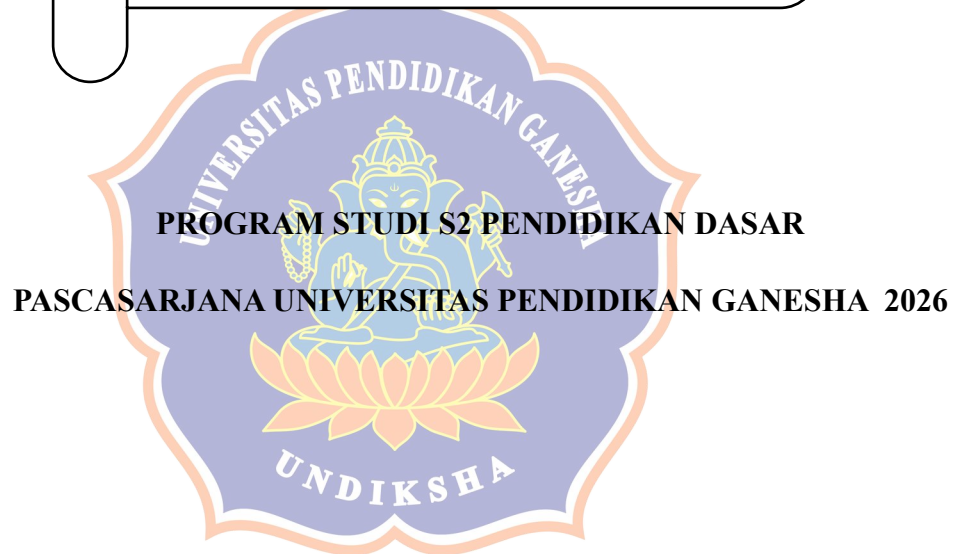 UNIVERSITAS PENDIDIKAN GANESHA
PROGRAM STUDI S2 PENDIDIKAN DASAR
PASCASARJANA UNIVERSITAS PENDIDIKAN GANESHA 2026
UNDIKSHA